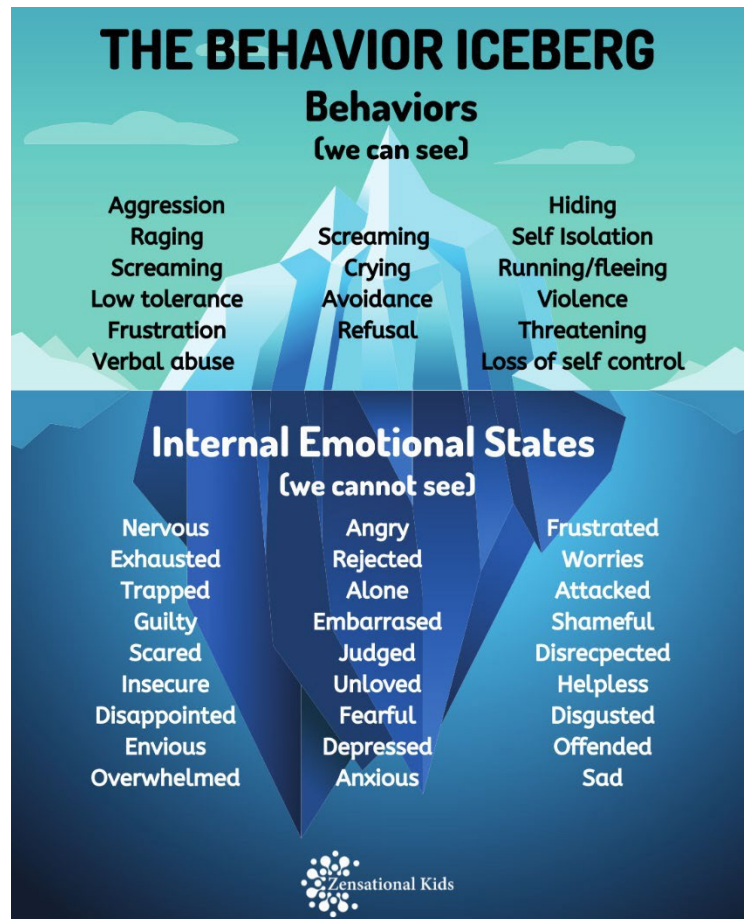 THE BEHAVIOR ICEBERG
Behaviors
(we can see)
Aggression
Raging
Screaming
Low tolerance
Frustration
Verbal abuse
Screaming
Crying
Avoidance
Refusal
Hiding
Self Isolation
Running/fleeing
Violence
Threatening
Loss of self control
Internal Emotional States
(we cannot see)
Nervous
Exhausted
Trapped
Guilty
Scared
Insecure
Disappointed
Envious
Overwhelmed
Angry
Rejected
Alone
Embarrased
Judged
Unloved
Fearful
Depressed
Anxious
Frustrated
Worries
Attacked
Shameful
Disrecpected
Helpless
Disgusted
Offended
Sad
Zensational Kids